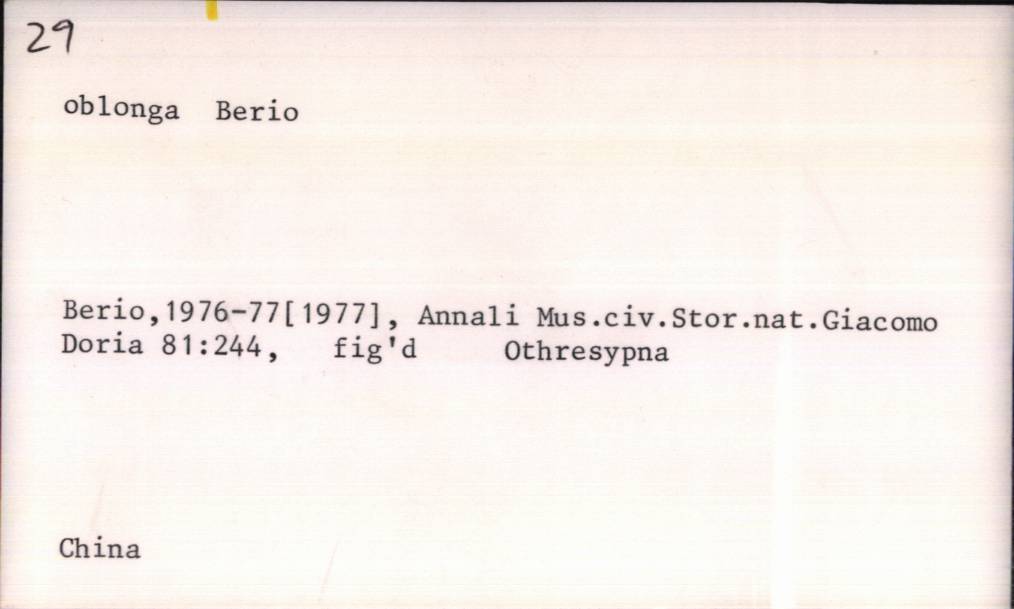 29
oblonga Berio
Berio,1976-77[1977], Annali Mus.civ.Stor.nat.Giacomo
Doria 81:244, fig'd Othresypna
China